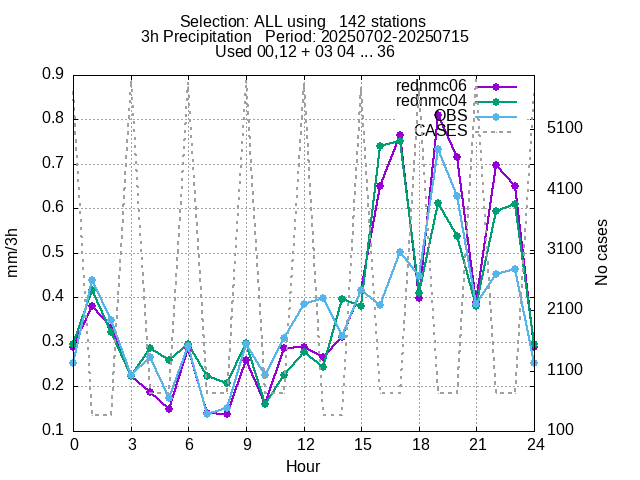 Selection: ALL using   142 stations
3h Precipitation   Period: 20250702-20250715
Used 00,12 + 03 04 ... 36
rednmc06
rednmc04
OBS
CASES
0.9
0.8
0.7
0.6
0.5
0.4
0.3
0.2
0.1
mm/3h
5100
4100
3100
2100
1100
100
No cases
0 3 6 9 12 15 18 21 24
Hour